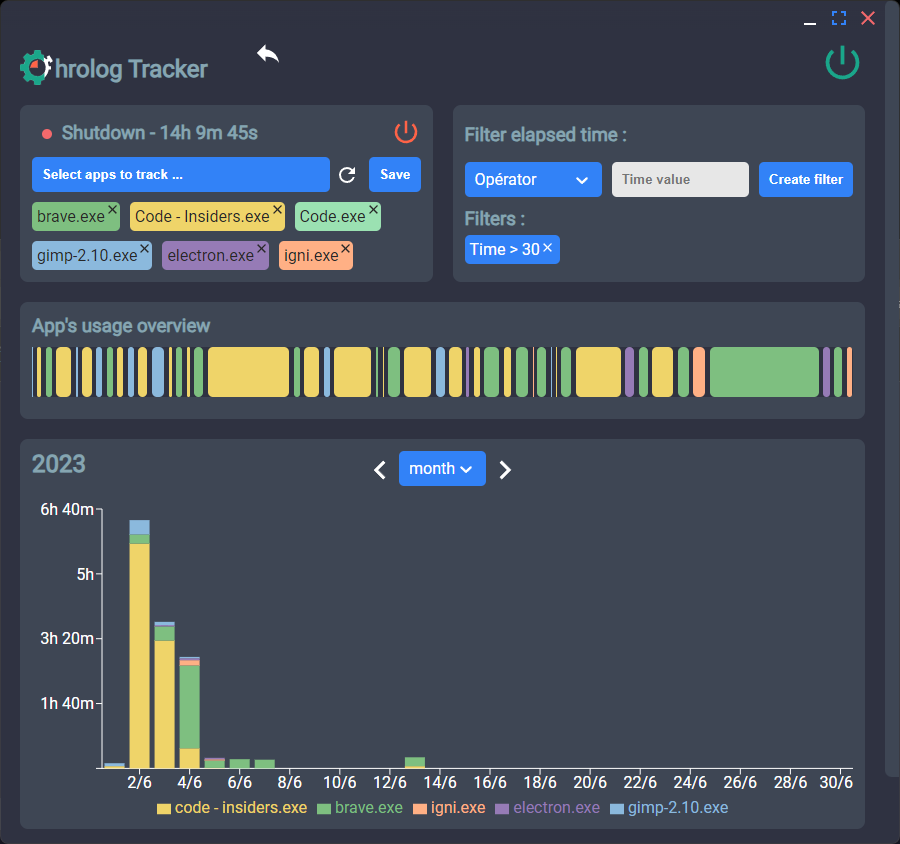 hrolog Tracker
Shutdown - 14h 9m 45s
Select apps to track ...
Save
brave.exe
Code - Insiders.exe
Code.exe
gimp-2.10.exe
electron.exe
igni.exe
Filter elapsed time :
Opérator
Time value
Create filter
Filters :
Time > 30
App's usage overview
2023
month
6h 40m
5h
3h 20m
1h 40m
2/6 4/6 6/6 8/6 10/6 12/6 14/6 16/6 18/6 20/6 22/6 24/6 26/6 28/6 30/6
code - insiders.exe brave.exe igni.exe electron.exe gimp-2.10.exe